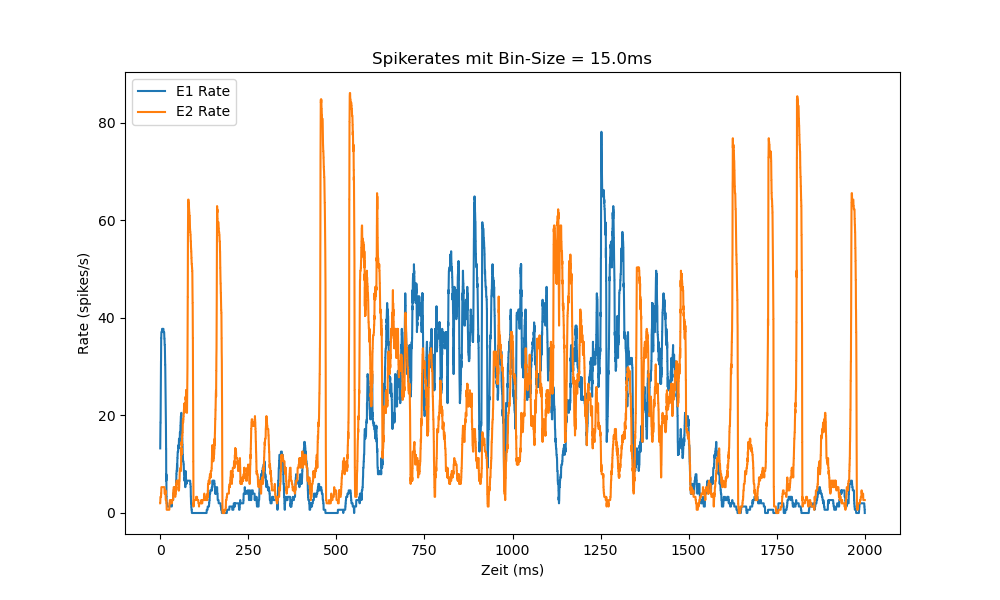 Spikerates mit Bin-Size = 15.0ms
E1 Rate
E2 Rate
Rate (spikes/s)
80
60
40
20
0
0 250 500 750 1000 1250 1500 1750 2000
Zeit (ms)